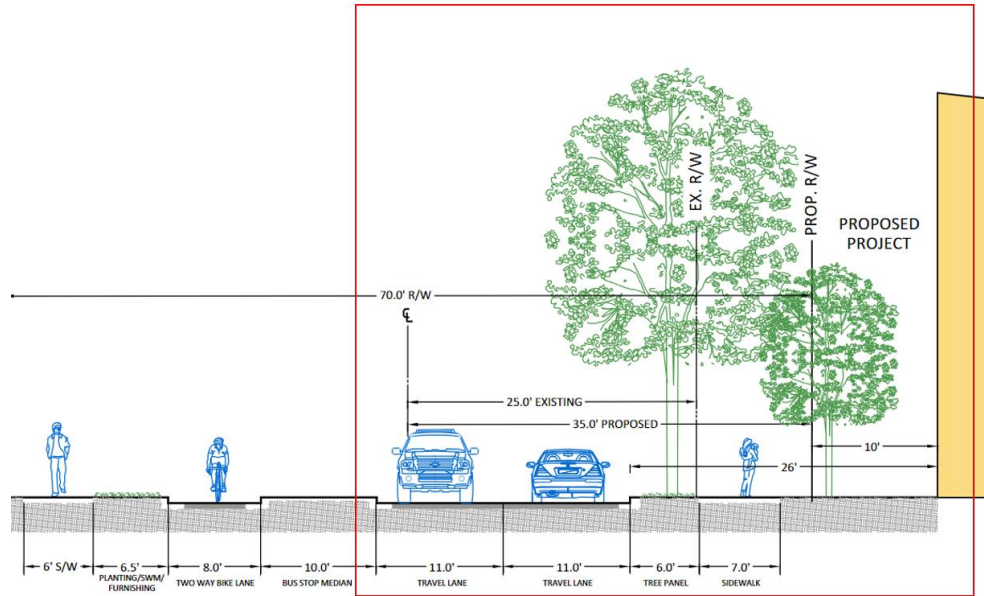 EX. R/W
PROP. R/W
PROPOSED
PROJECT
70.0' R/W
CL
25.0' EXISTING
35.0' PROPOSED
10'
26'
6' S/W
6.5'
PLANTING/SWM/
FURNISHING
8.0'
TWO WAY BIKE LANE
10.0'
BUS STOP MEDIAN
11.0'
TRAVEL LANE
11.0'
TRAVEL LANE
6.0'
TREE PANEL
7.0'
SIDEWALK